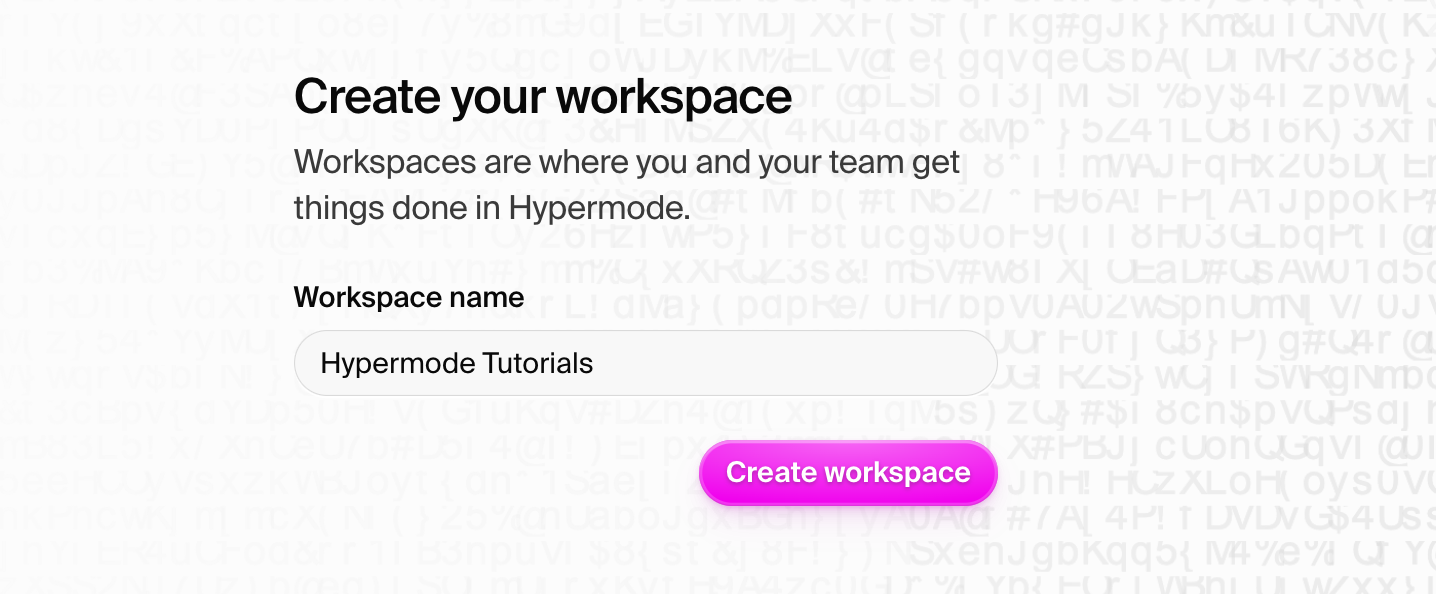 Create your workspace
Workspaces are where you and your team get
things done in Hypermode.
Workspace name
Hypermode Tutorials
Create workspace